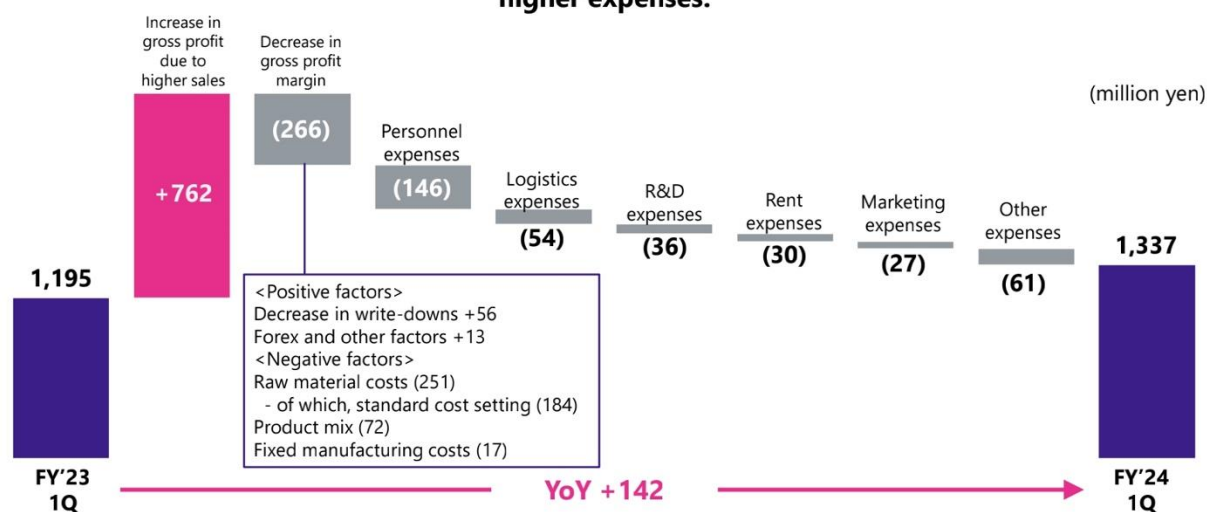 higher expenses.
Increase in
gross profit
due to
higher sales
Decrease in
gross profit
margin
(million yen)
(266)
Personnel
expenses
+762
(146)
Logistics
expenses
(54)
R&D
expenses
(36)
Rent
expenses
(30)
Marketing
expenses
(27)
Other
expenses
(61)
1,195
1,337
<Positive factors>
Decrease in write-downs +56
Forex and other factors +13
<Negative factors>
Raw material costs (251)
- of which, standard cost setting (184)
Product mix (72)
Fixed manufacturing costs (17)
FY'23
1Q
YoY +142
FY'24
1Q